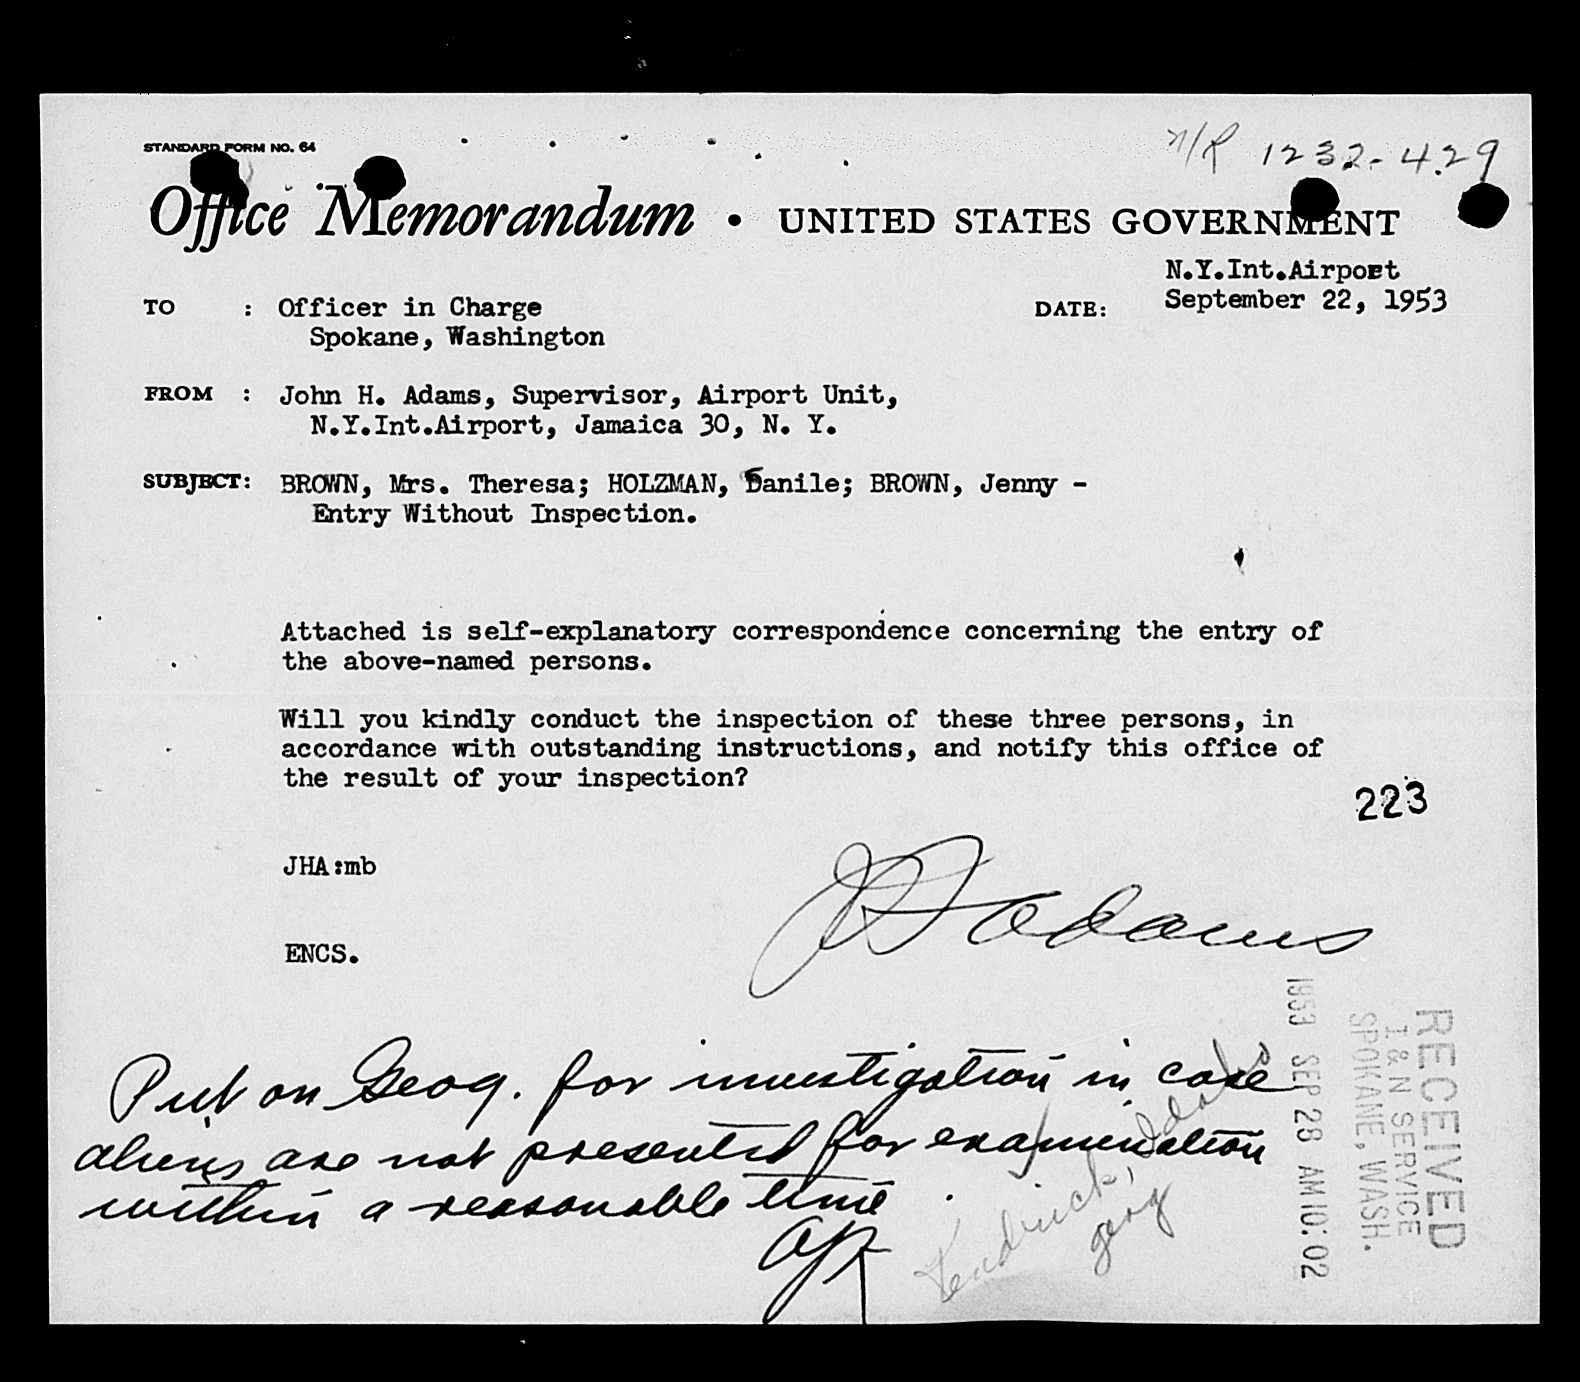 STANDARD FORM NO. 64
N/R 1232-429
Office Memorandum • UNITED STATES GOVERNMENT
N.Y.Int.Airport
TO : Officer in Charge DATE: September 22, 1953
Spokane, Washington
FROM : John H. Adams, Supervisor, Airport Unit,
N.Y.Int.Airport, Jamaica 30, N. Y.
SUBJECT: BROWN, Mrs. Theresa; HOLZMAN, Danile; BROWN, Jenny -
Entry Without Inspection.
Attached is self-explanatory correspondence concerning the entry of
the above-named persons.
Will you kindly conduct the inspection of these three persons, in
accordance with outstanding instructions, and notify this office of
the result of your inspection?
223
JHA:mb
JH Adams
ENCS.
Put on Geog. for investigation in case
aliens are not presented for examination
within a reasonable time
Kendrick, Idaho
geog
RECEIVED
I & N SERVICE
SPOKANE, WASH.
1953 SEP 28 AM 10:02